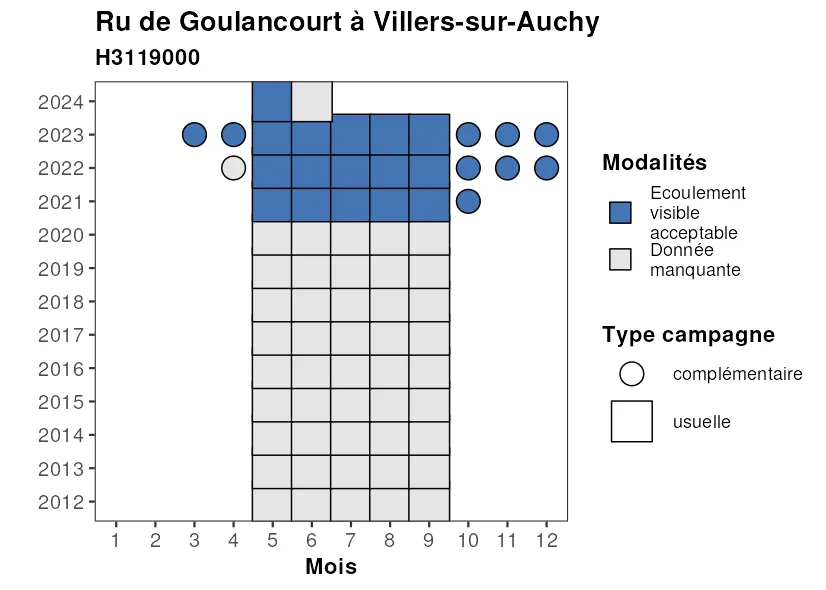 Ru de Goulancourt à Villers-sur-Auchy
H3119000
2024
2023
2022
2021
2020
2019
2018
2017
2016
2015
2014
2013
2012
1 2 3 4 5 6 7 8 9 10 11 12
Mois
Modalités
Ecoulement
visible
acceptable
Donnée
manquante
Type campagne
complémentaire
usuelle